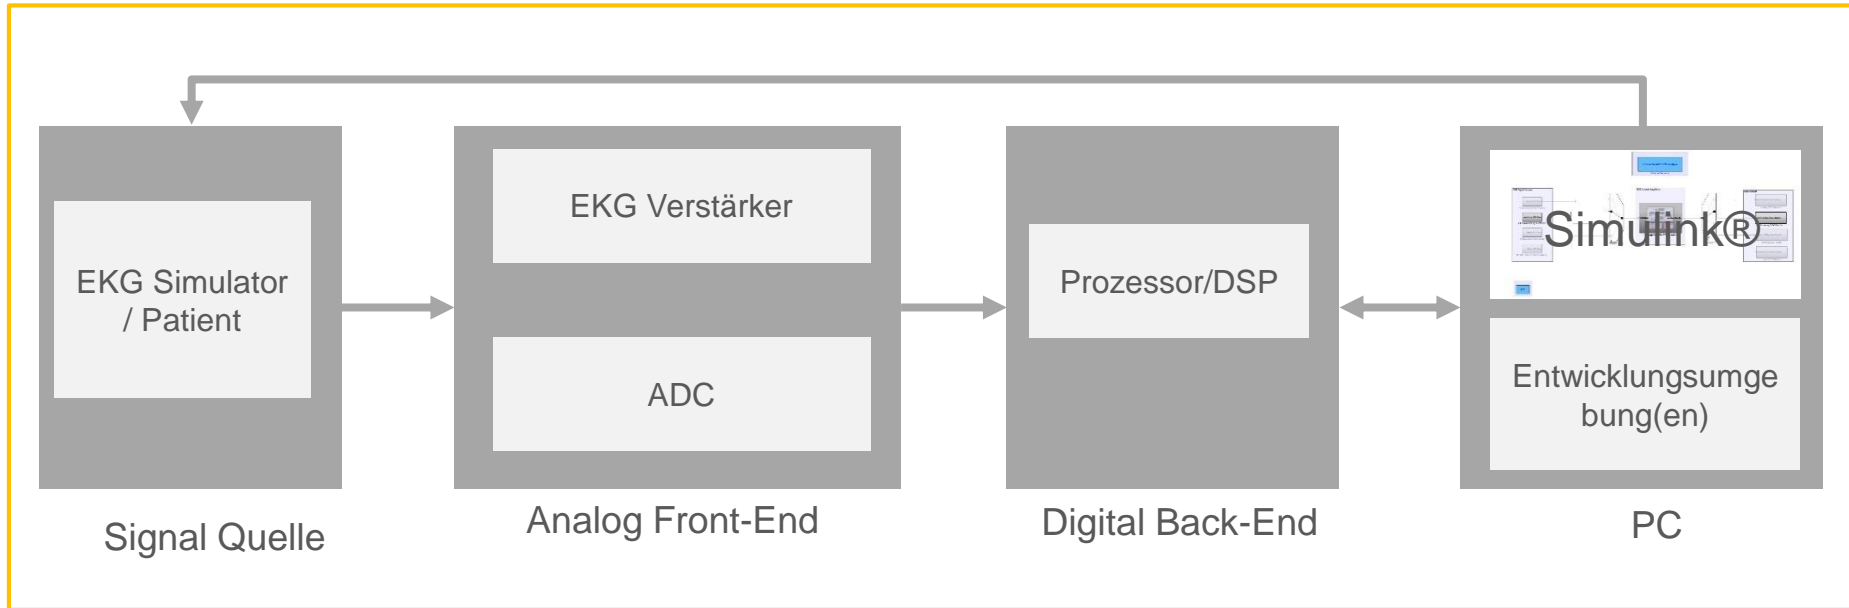 EKG Simulator
/ Patient
Signal Quelle
EKG Verstärker
ADC
Analog Front-End
Prozessor/DSP
Digital Back-End
Simulink®
Entwicklungsumge
bung(en)
PC